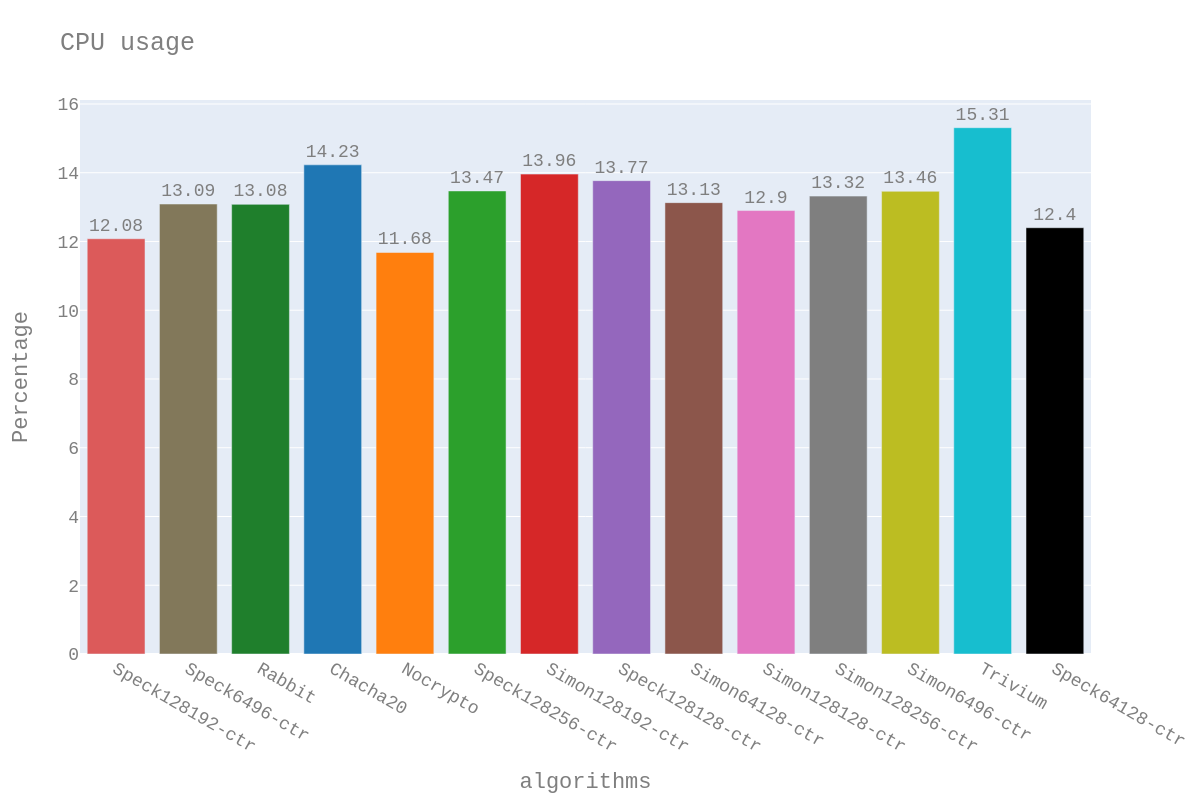 CPU usage
16
14
12
10
8
6
4
2
0
Percentage
12.08
13.09
13.08
14.23
11.68
13.47
13.96
13.77
13.13
12.9
13.32
13.46
15.31
12.4
Speck128192-ctr
Speck6496-ctr
Rabbit
Chacha20
Nocrypto
Speck128256-ctr
Simon128192-ctr
Speck128128-ctr
Simon64128-ctr
Simon128128-ctr
Simon128256-ctr
Simon6496-ctr
Trivium
Speck64128-ctr
algorithms